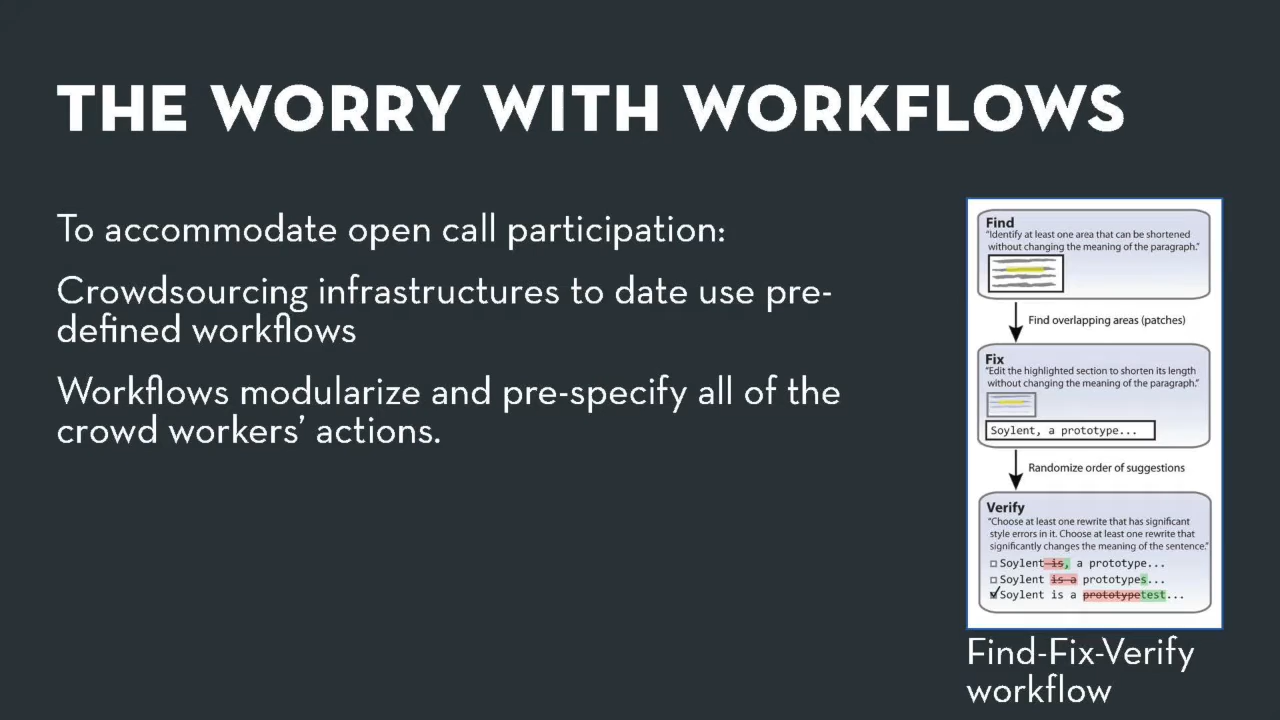 THE WORRY WITH WORKFLOWS
To accommodate open call participation:
Crowdsourcing infrastructures to date use pre-
defined workflows
Workflows modularize and pre-specify all of the
crowd workers’ actions.
Find
“Identify at least one area that can be shortened
without changing the meaning of the paragraph.”
Find overlapping areas (patches)
Fix
“Edit the highlighted section to shorten its length
without changing the meaning of the paragraph.”
Soylent, a prototype...
Randomize order of suggestions
Verify
“Choose at least one rewrite that has significant
style errors in it. Choose at least one rewrite that
significantly changes the meaning of the sentence.”
Soylent is, a prototype...
Soylent is a prototypes...
Soylent is a prototypetest...
Find-Fix-Verify
workflow